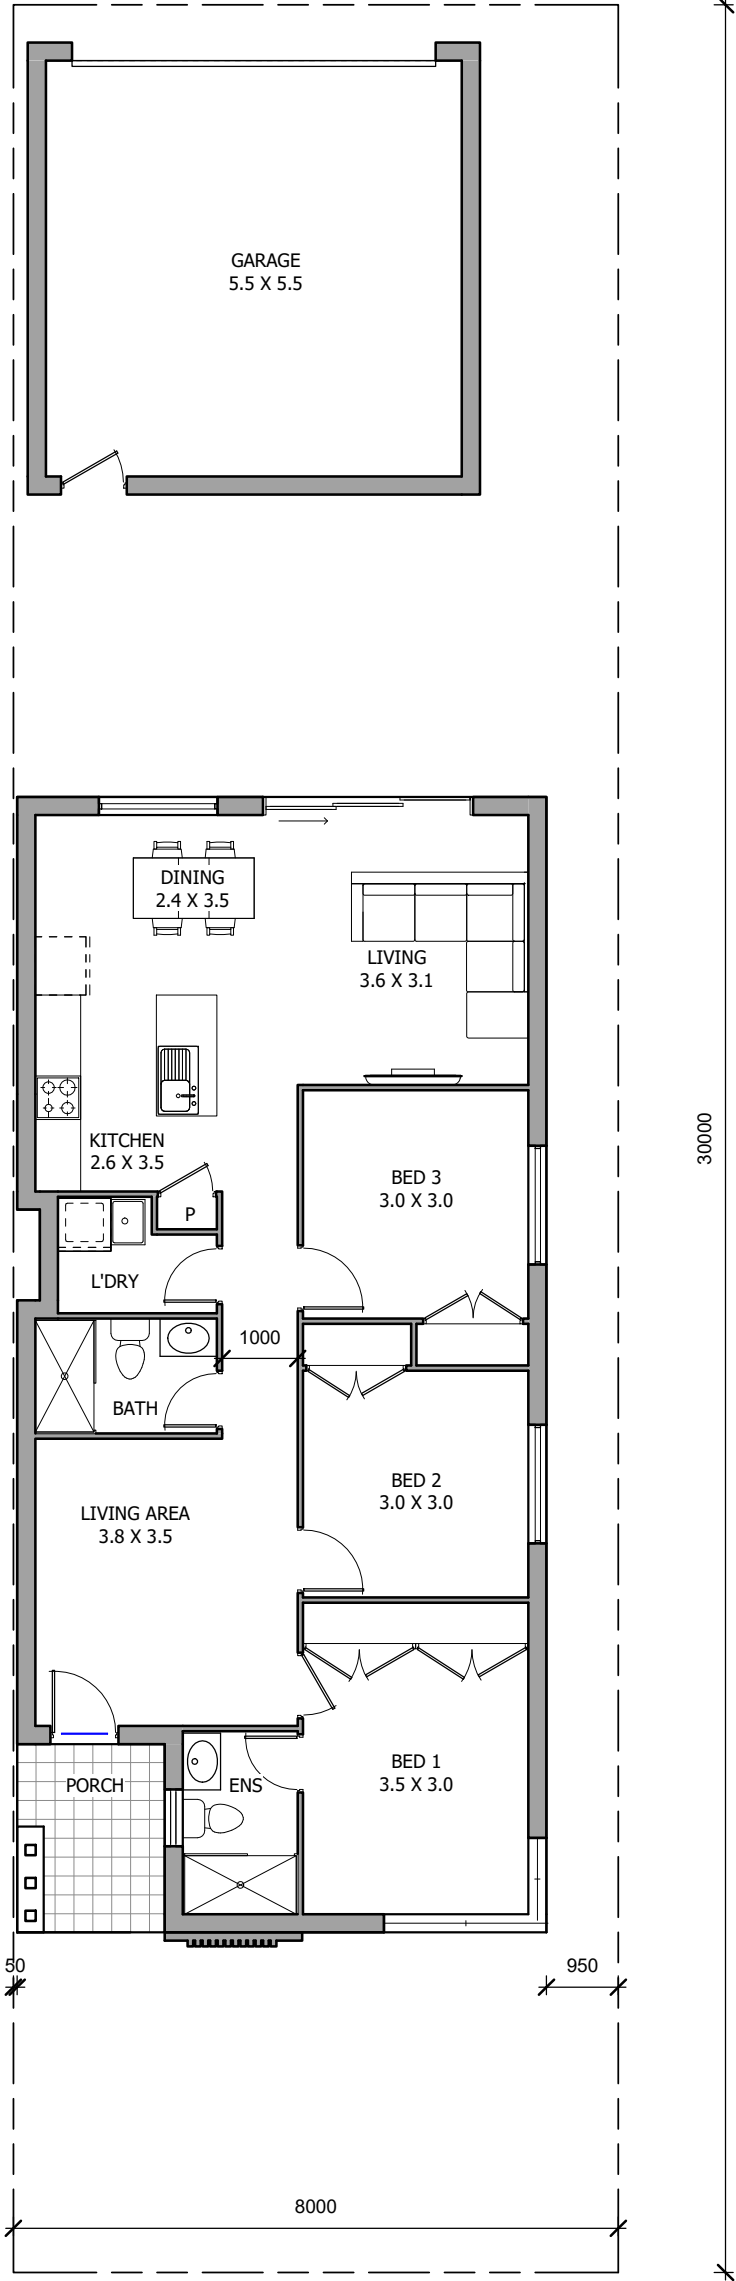 GARAGE
5.5 X 5.5
DINING
2.4 X 3.5
LIVING
3.6 X 3.1
KITCHEN
2.6 X 3.5
30000
BED 3
3.0 X 3.0
P
L'DRY
1000
BATH
BED 2
3.0 X 3.0
LIVING AREA
3.8 X 3.5
BED 1
3.5 X 3.0
PORCH
ENS
50
950
8000